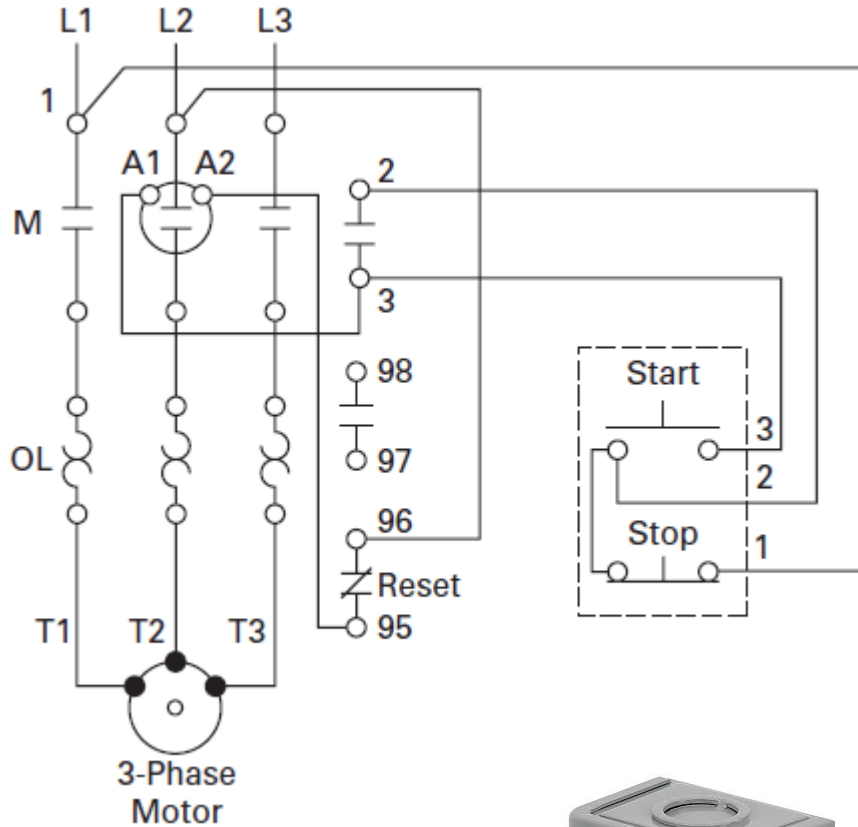 L1 L2 L3
1
A1 A2
2
M
3
98
Start
3
OL
97
2
96
Stop
1
Reset
T1 T2 T3
95
3-Phase
Motor